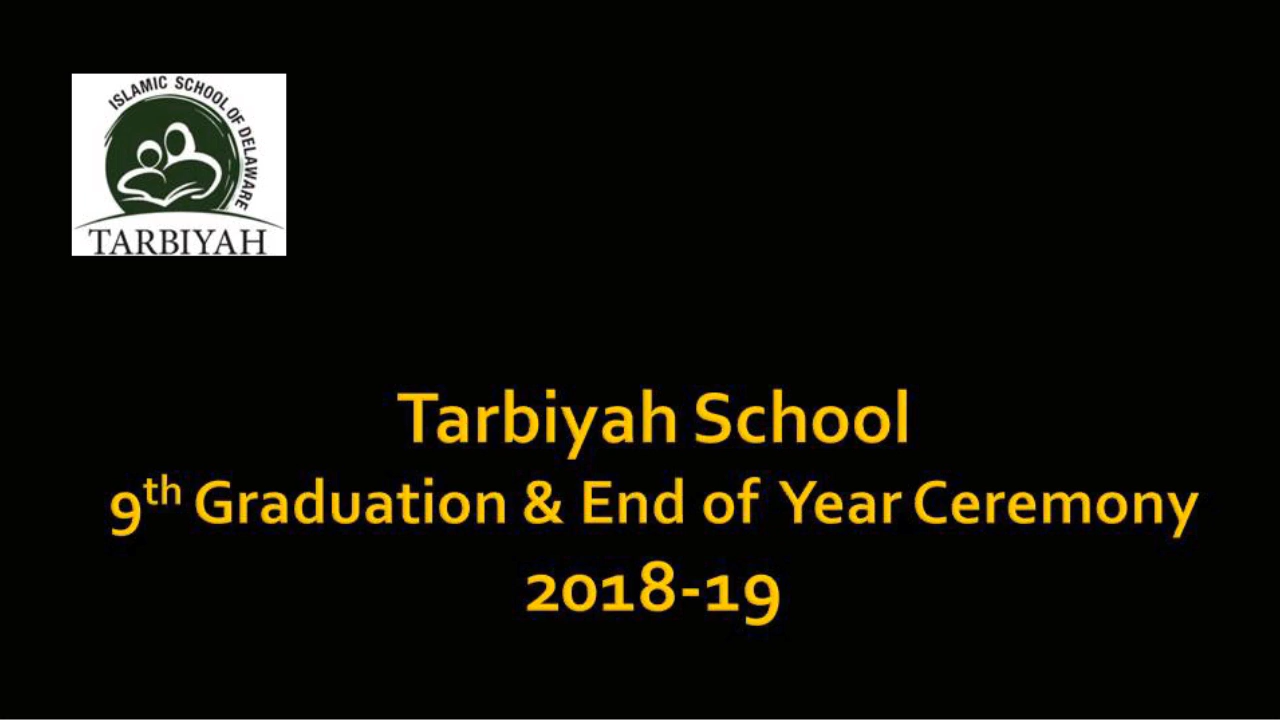 ISLAMIC SCHOOL OF DELAWARE
TARBIYAH
Tarbiyah School
9th Graduation & End of Year Ceremony
2018-19